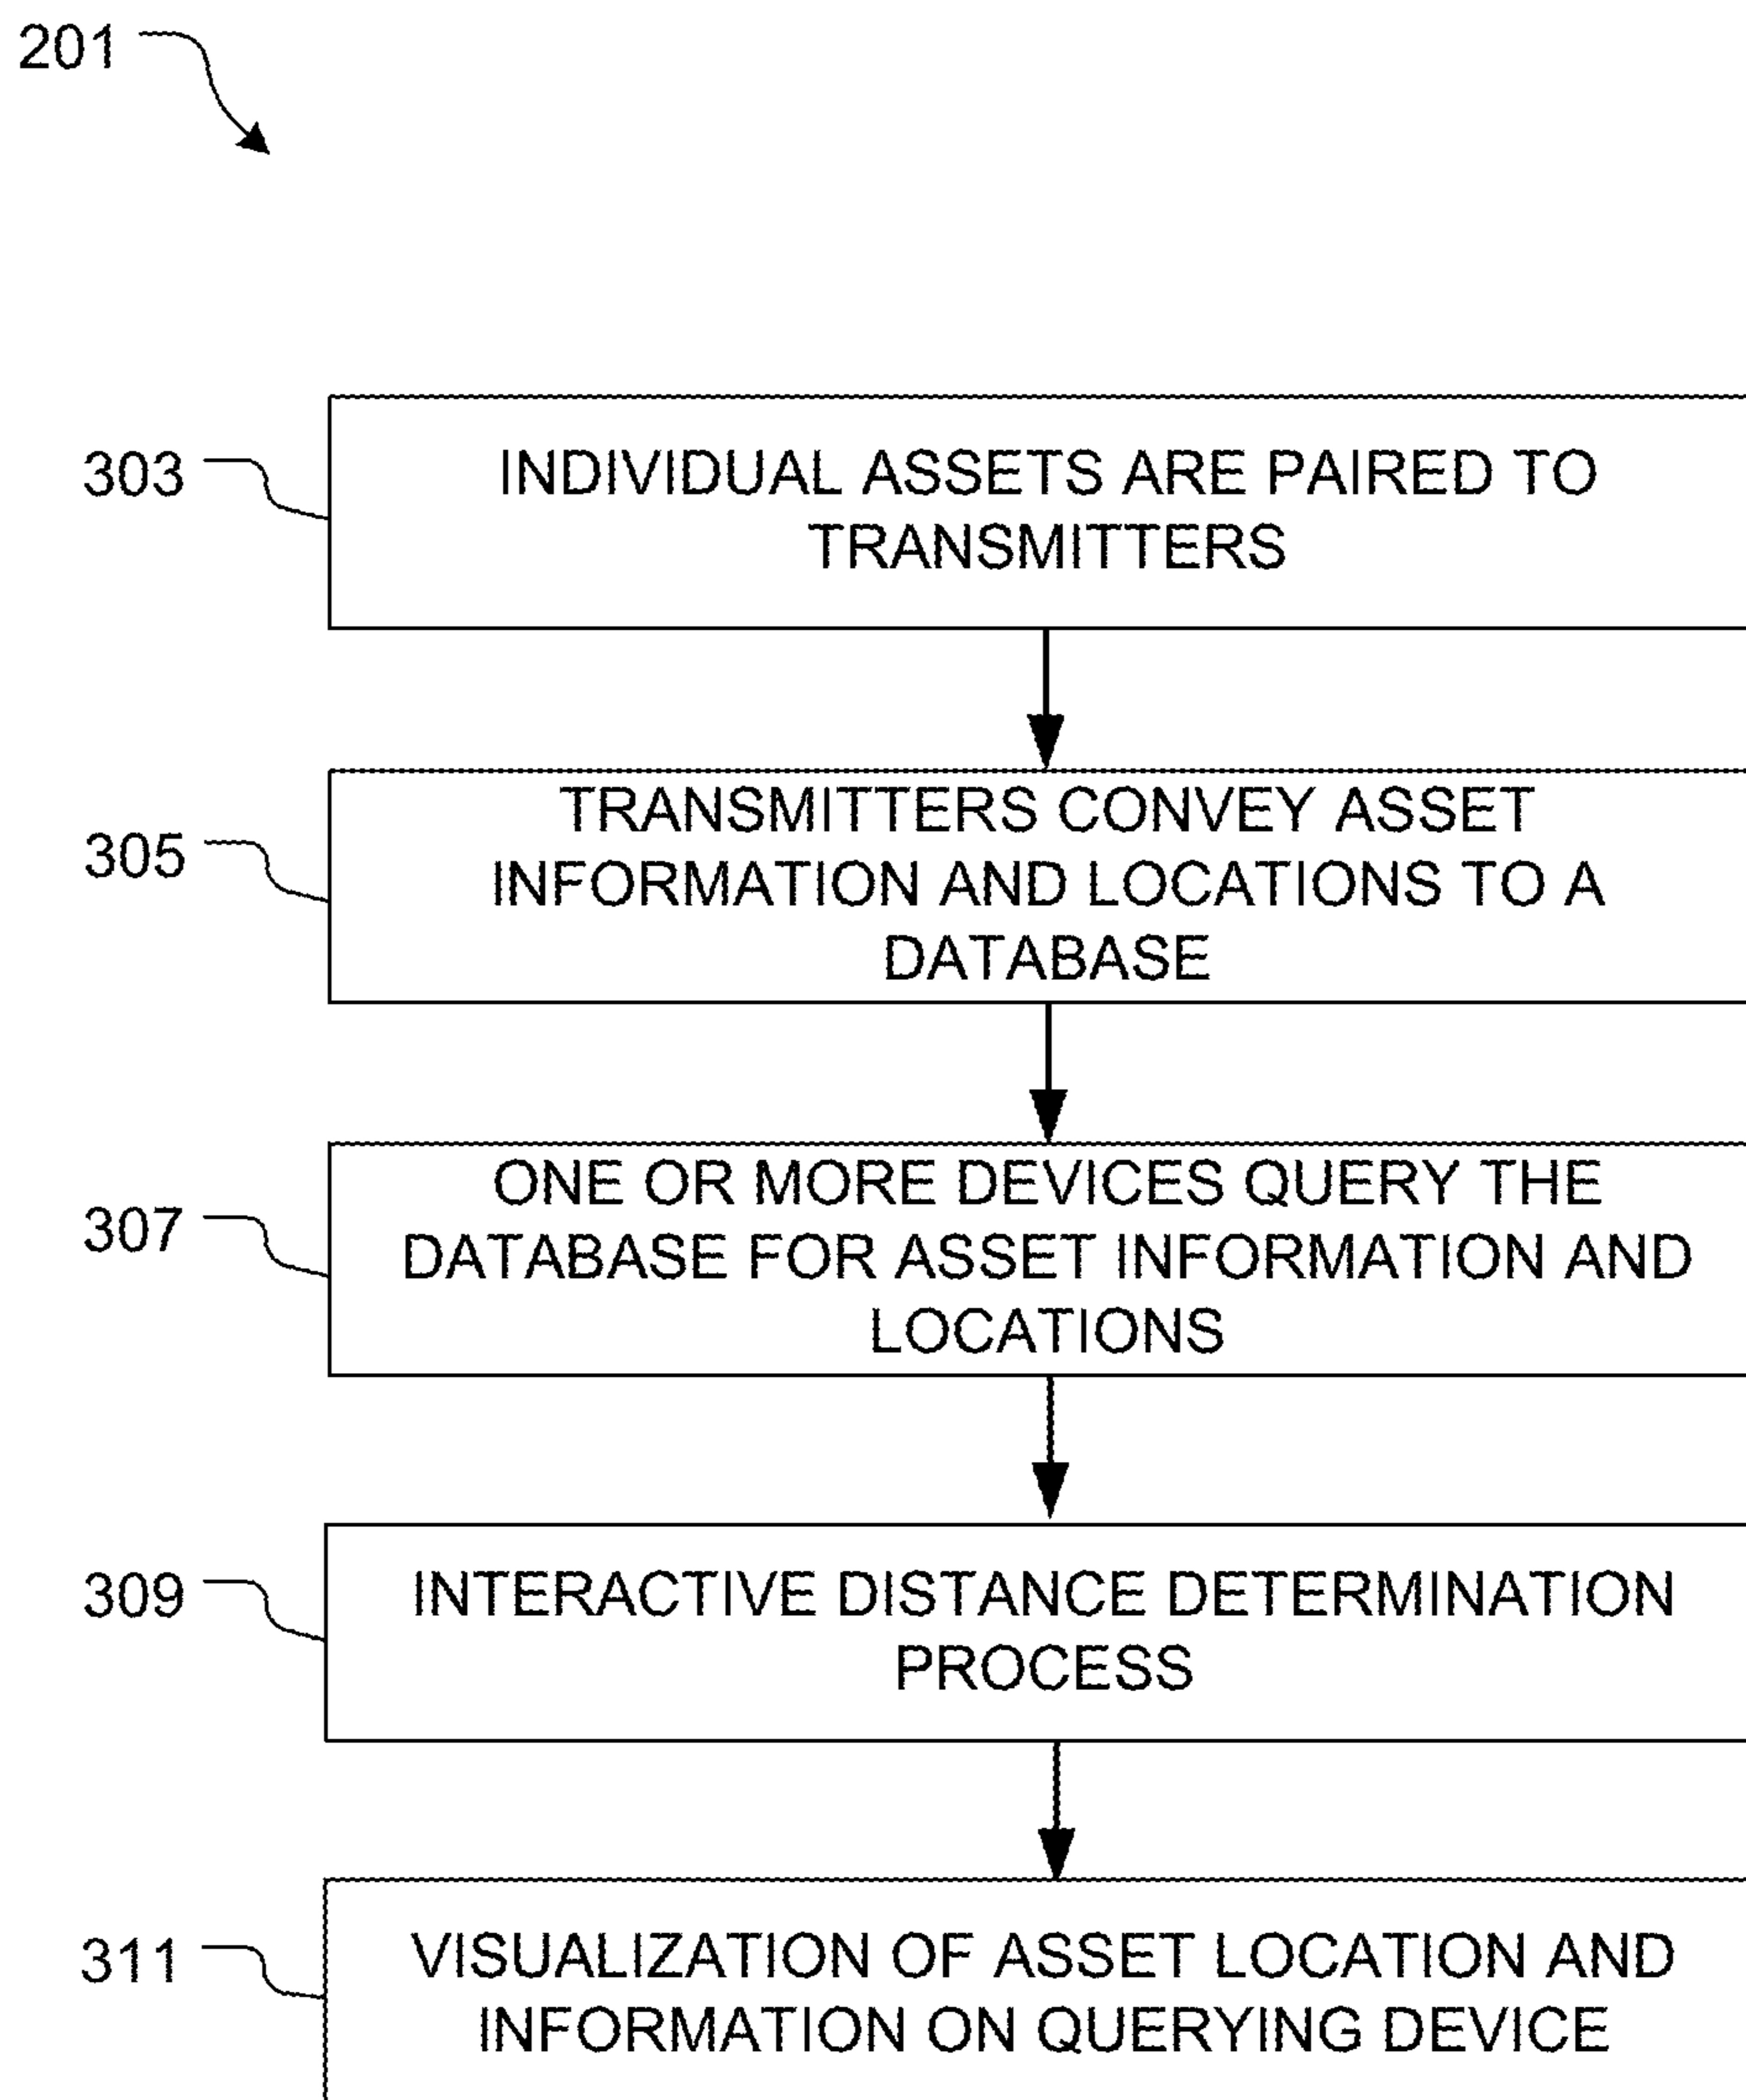 201
303
INDIVIDUAL ASSETS ARE PAIRED TO
TRANSMITTERS
305
TRANSMITTERS CONVEY ASSET
INFORMATION AND LOCATIONS TO A
DATABASE
307
ONE OR MORE DEVICES QUERY THE
DATABASE FOR ASSET INFORMATION AND
LOCATIONS
309
INTERACTIVE DISTANCE DETERMINATION
PROCESS
311
VISUALIZATION OF ASSET LOCATION AND
INFORMATION ON QUERYING DEVICE